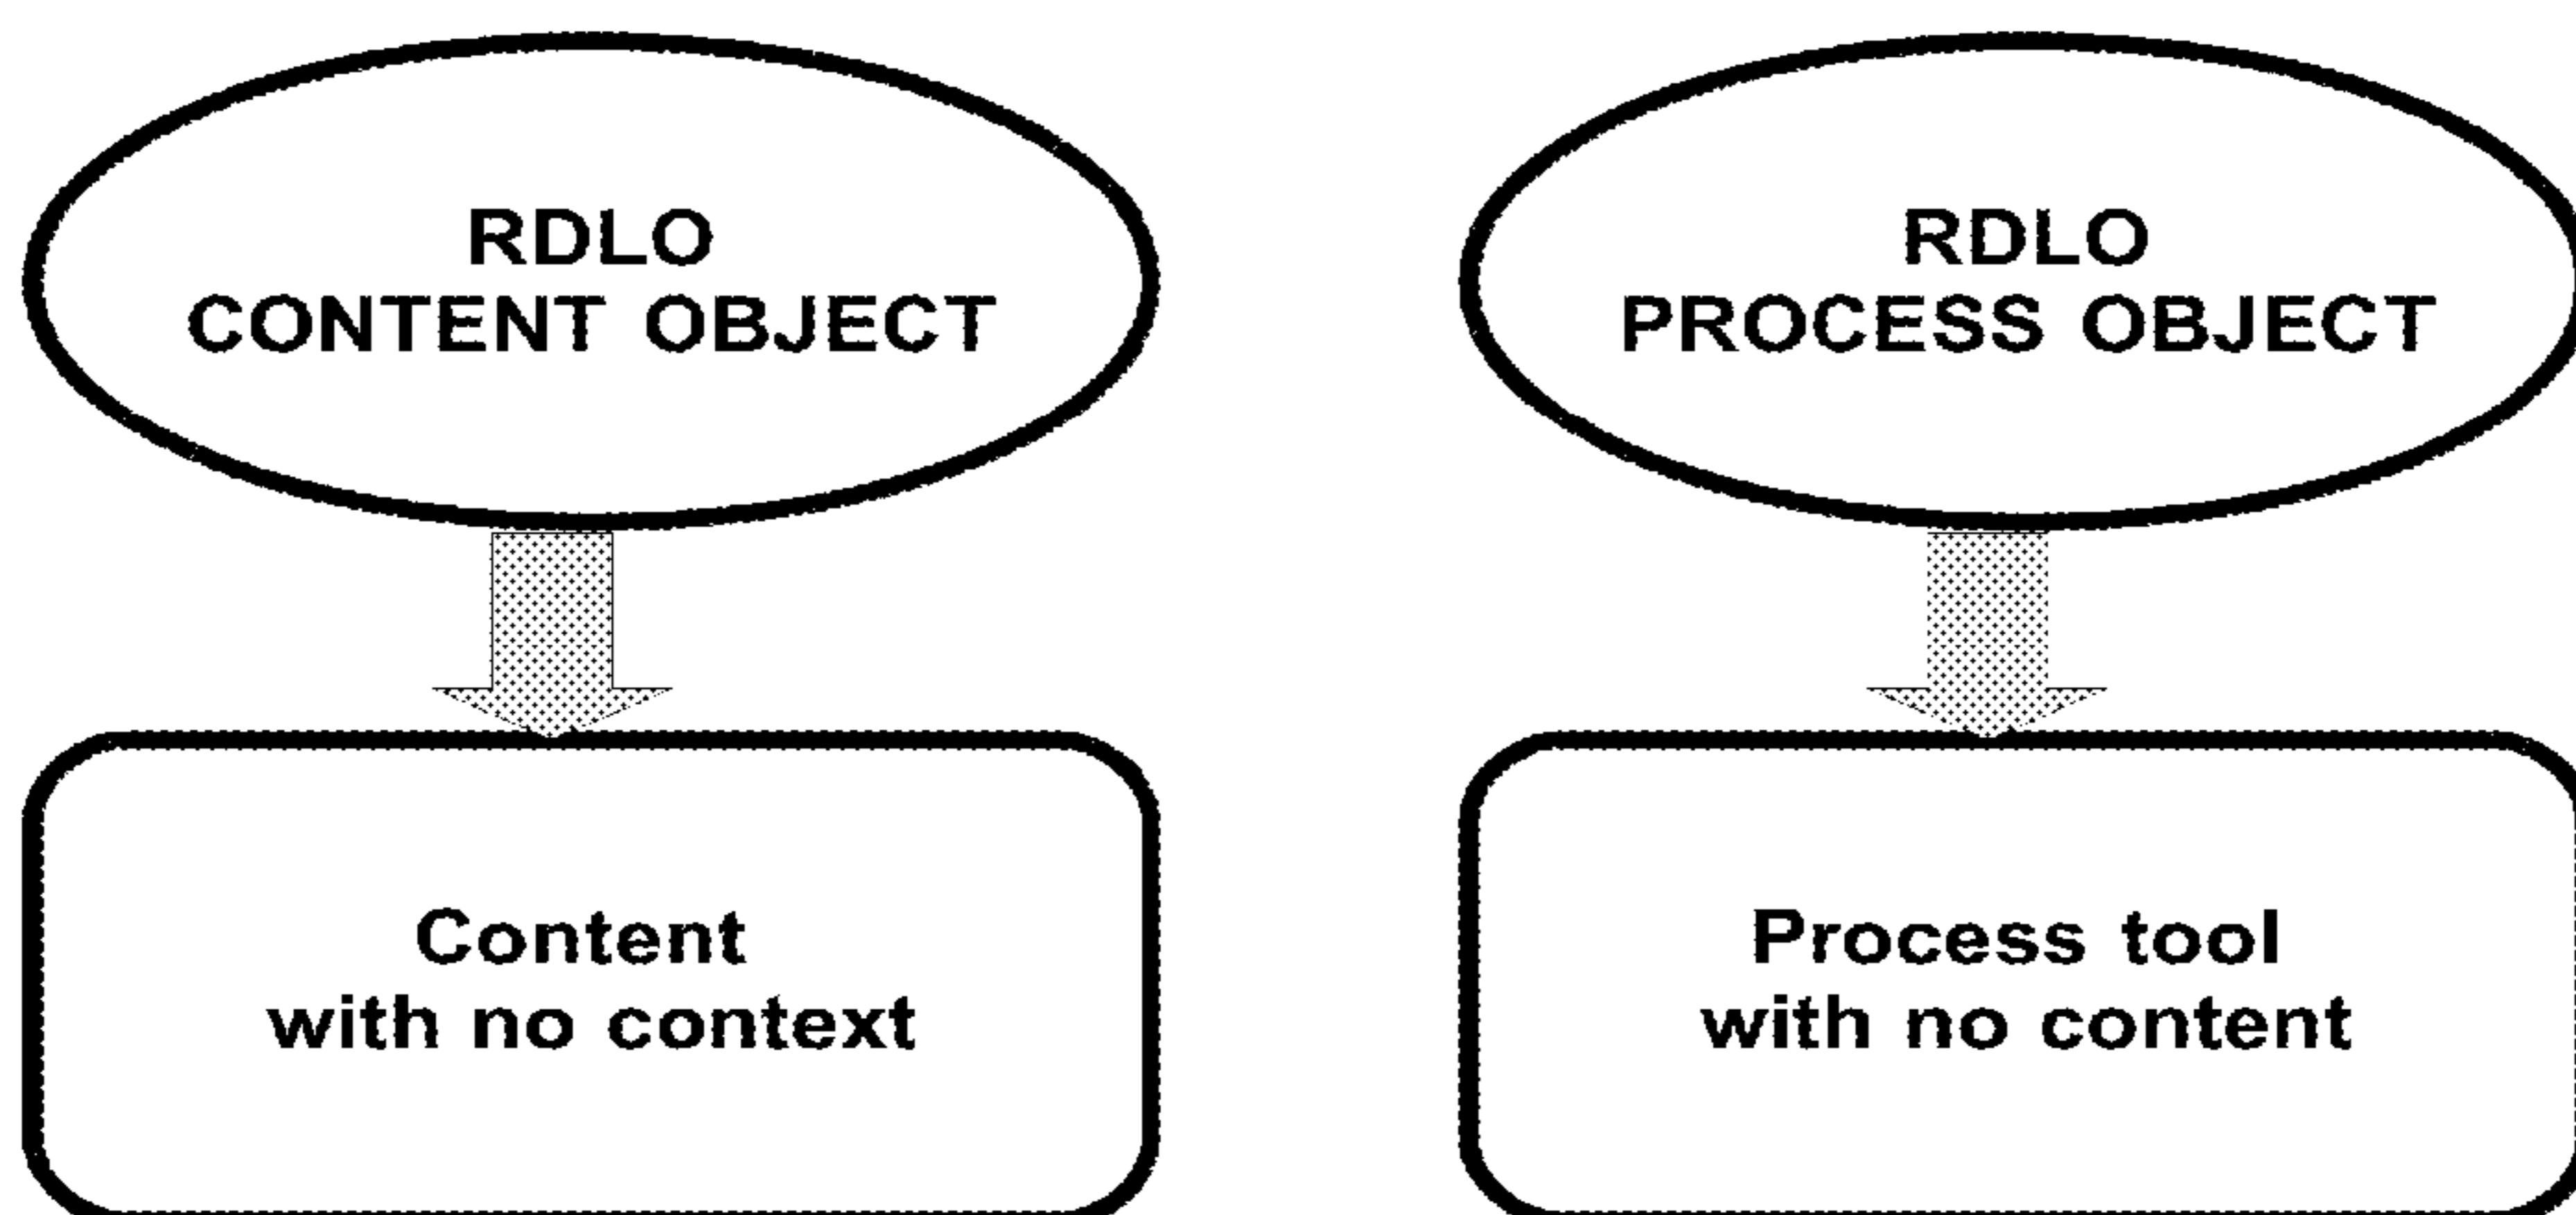 RDLO
CONTENT OBJECT
RDLO
PROCESS OBJECT
Content
with no context
Process tool
with no content